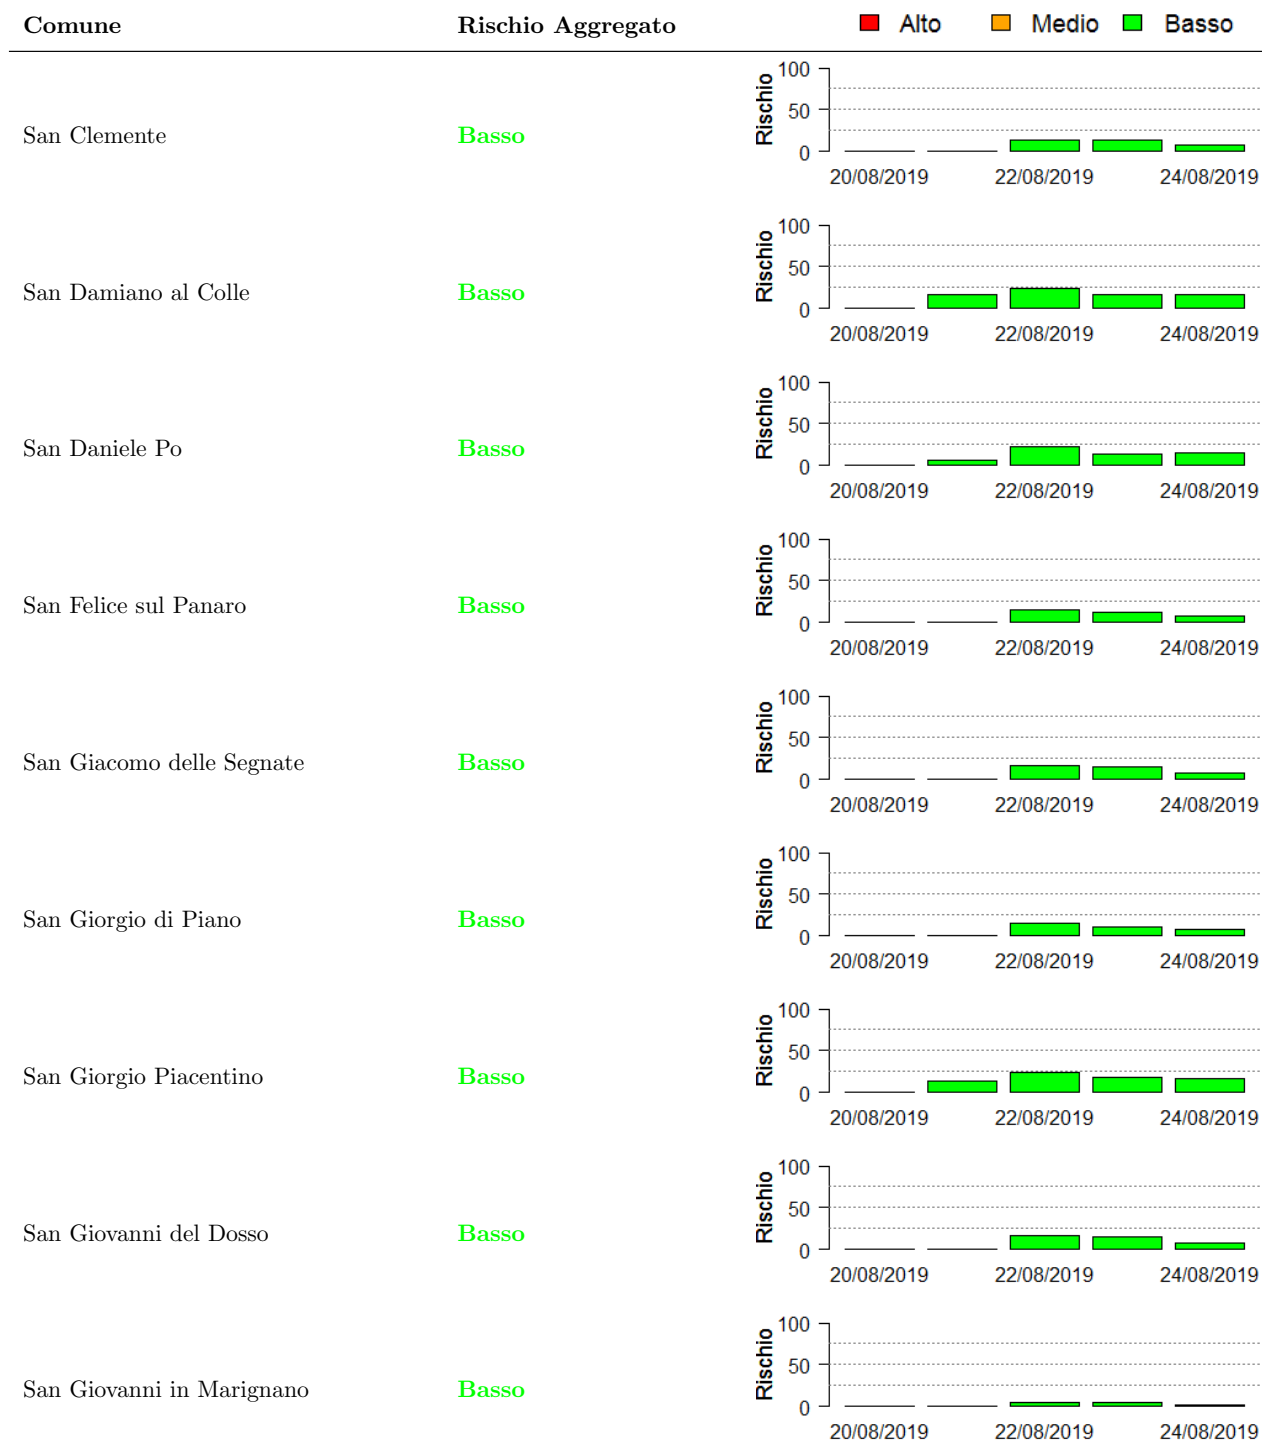 Comune Rischio Aggregato Alto Medio Basso
San Clemente Basso Rischio 100 50 0
20/08/2019 22/08/2019 24/08/2019
San Damiano al Colle Basso Rischio 100 50 0
20/08/2019 22/08/2019 24/08/2019
San Daniele Po Basso Rischio 100 50 0
20/08/2019 22/08/2019 24/08/2019
San Felice sul Panaro Basso Rischio 100 50 0
20/08/2019 22/08/2019 24/08/2019
San Giacomo delle Segnate Basso Rischio 100 50 0
20/08/2019 22/08/2019 24/08/2019
San Giorgio di Piano Basso Rischio 100 50 0
20/08/2019 22/08/2019 24/08/2019
San Giorgio Piacentino Basso Rischio 100 50 0
20/08/2019 22/08/2019 24/08/2019
San Giovanni del Dosso Basso Rischio 100 50 0
20/08/2019 22/08/2019 24/08/2019
San Giovanni in Marignano Basso Rischio 100 50 0
20/08/2019 22/08/2019 24/08/2019